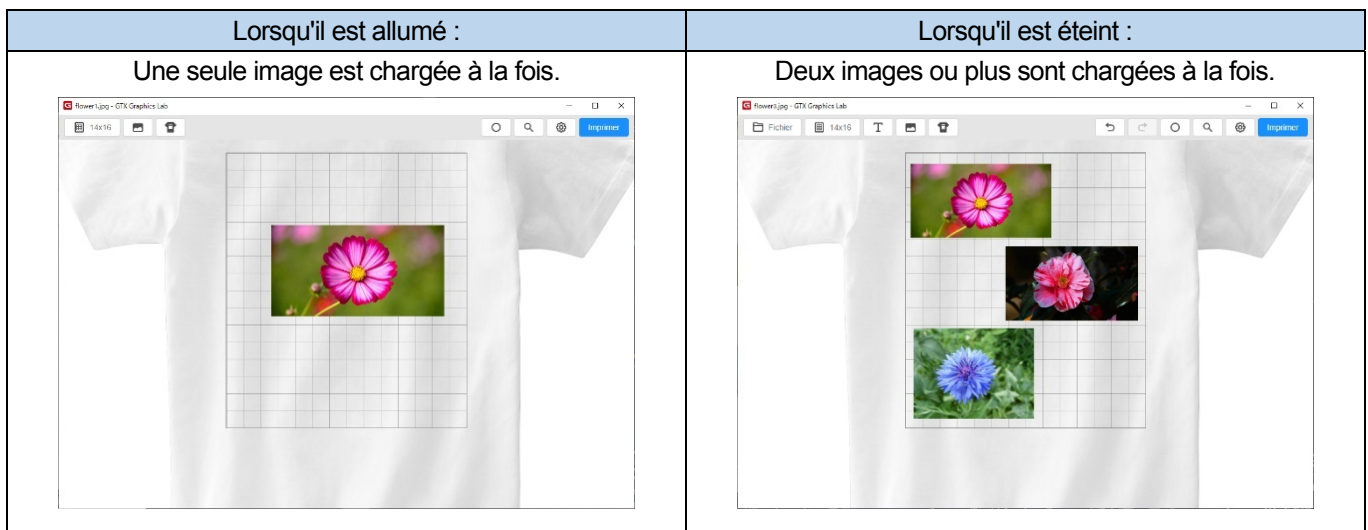 Lorsqu'il est allumé :
Lorsqu'il est éteint :
Une seule image est chargée à la fois.
Deux images ou plus sont chargées à la fois.
flower1.jpg - GTX Graphics Lab
14x16
Imprimer
flower1.jpg - GTX Graphics Lab
Fichier
14x16
T
Imprimer